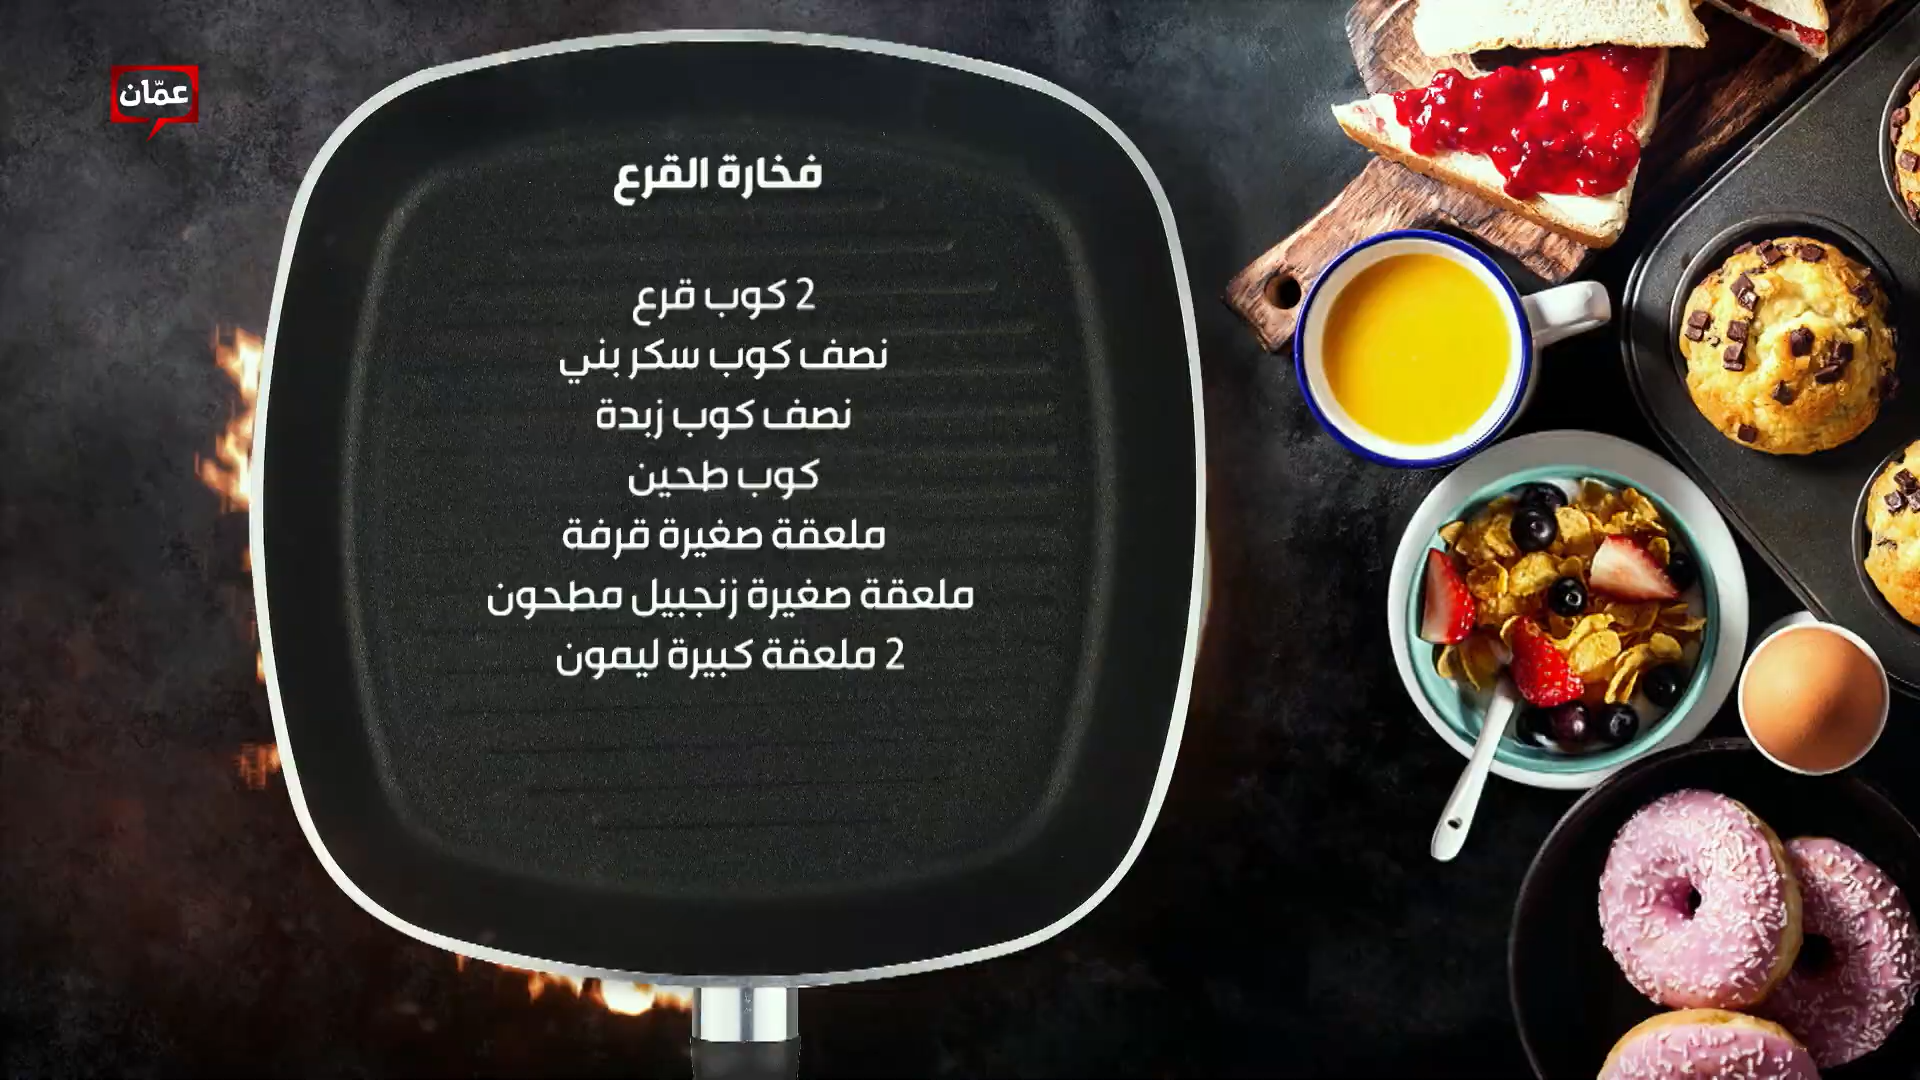 عمّان
فخارة القرع
2 كوب قرع
نصف كوب سكر بني
نصف كوب زبدة
كوب طحين
ملعقة صغيرة قرفة
ملعقة صغيرة زنجبيل مطحون
2 ملعقة كبيرة ليمون